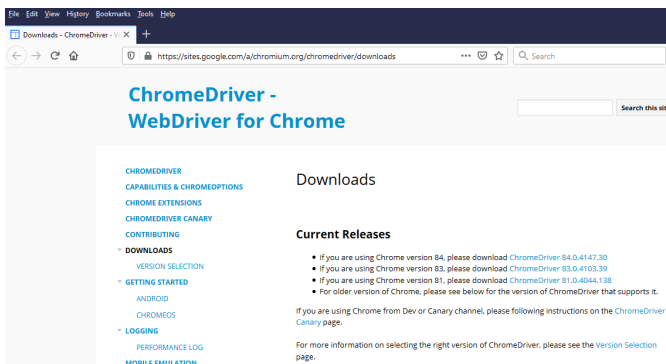 File Edit View History Bookmarks Tools Help
Downloads - ChromeDriver - W
https://sites.google.com/a/chromium.org/chromedriver/downloads
Search
ChromeDriver -
WebDriver for Chrome
Search this sit
CHROMEDRIVER
CAPABILITIES & CHROMEOPTIONS
CHROME EXTENSIONS
CHROMEDRIVER CANARY
CONTRIBUTING
DOWNLOADS
VERSION SELECTION
GETTING STARTED
ANDROID
CHROMEOS
LOGGING
PERFORMANCE LOG
MOBILE EMULATION
Downloads
Current Releases
• If you are using Chrome version 84, please download ChromeDriver 84.0.4147.30
• If you are using Chrome version 83, please download ChromeDriver 83.0.4103.39
• If you are using Chrome version 81, please download ChromeDriver 81.0.4044.138
• For older version of Chrome, please see below for the version of ChromeDriver that supports it.
If you are using Chrome from Dev or Canary channel, please following instructions on the ChromeDriver
Canary page.
For more information on selecting the right version of ChromeDriver, please see the Version Selection
page.